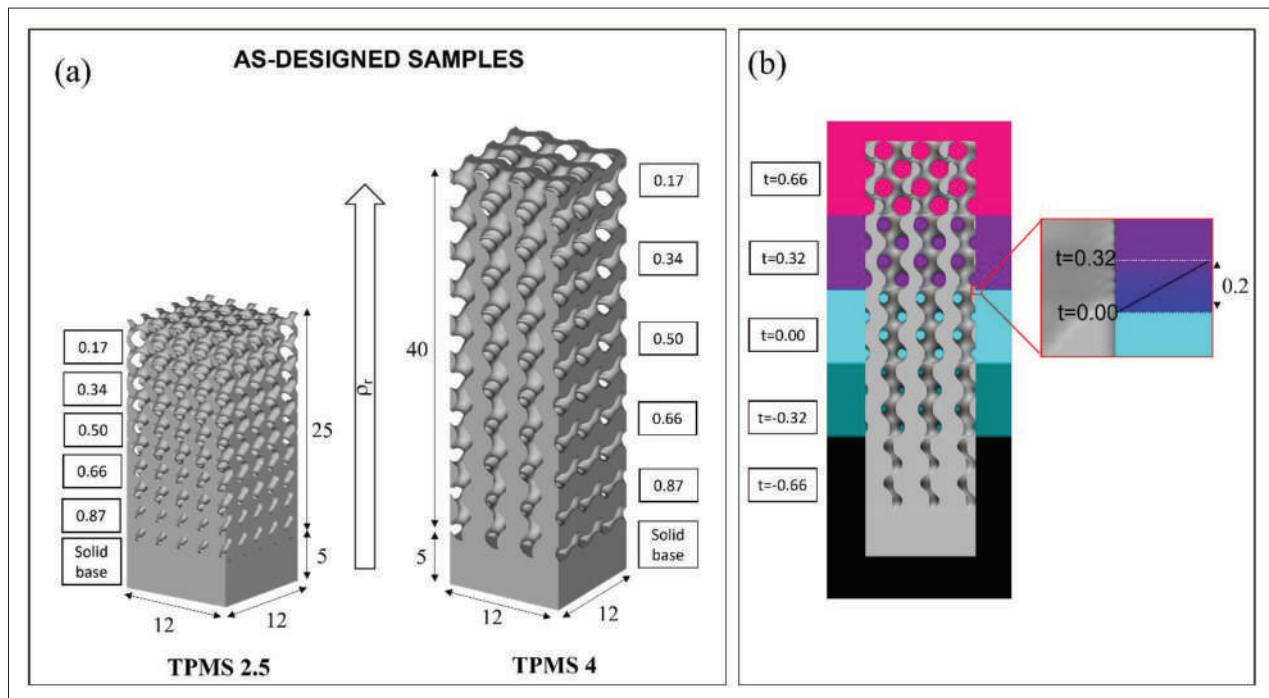 (a)
AS-DESIGNED SAMPLES
0.17
0.34
0.50
0.66
0.87
Solid
base
25
5
12
12
TPMS 2.5
ρr
40
5
12
12
TPMS 4
0.17
0.34
0.50
0.66
0.87
Solid
base
(b)
t=0.66
t=0.32
t=0.00
t=-0.32
t=-0.66
t=0.32
t=0.00
0.2